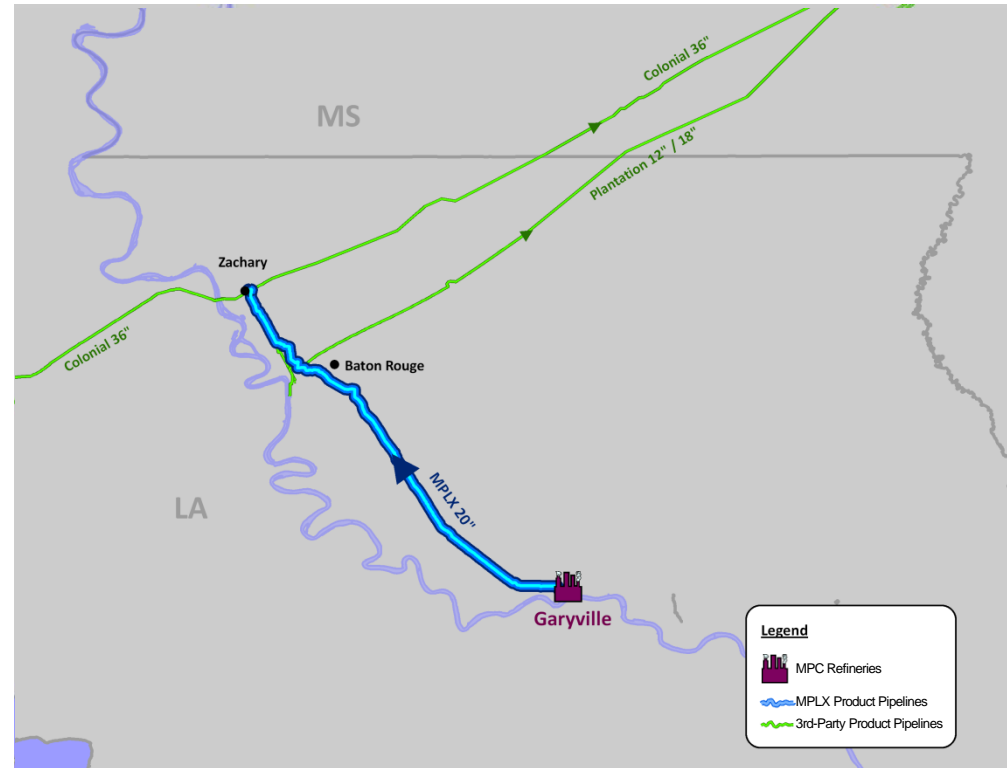 Colonial 36"
MS
Plantation 12" / 18"
Zachary
Colonial 36"
Baton Rouge
MPLX 20"
LA
Garyville
Legend
MPC Refineries
MPLX Product Pipelines
3rd-Party Product Pipelines